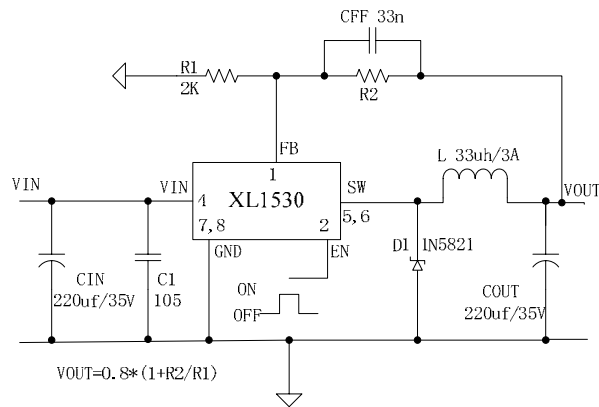 CFF 33n
R1
2K
R2
FB
1
L 33uh/3A
VIN
VIN
4
XL1530
SW
5,6
VOUT
7,8
2
GND
EN
D1
1N5821
CIN
220uf/35V
C1
105
ON
OFF
COUT
220uf/35V
VOUT=0.8*(1+R2/R1)